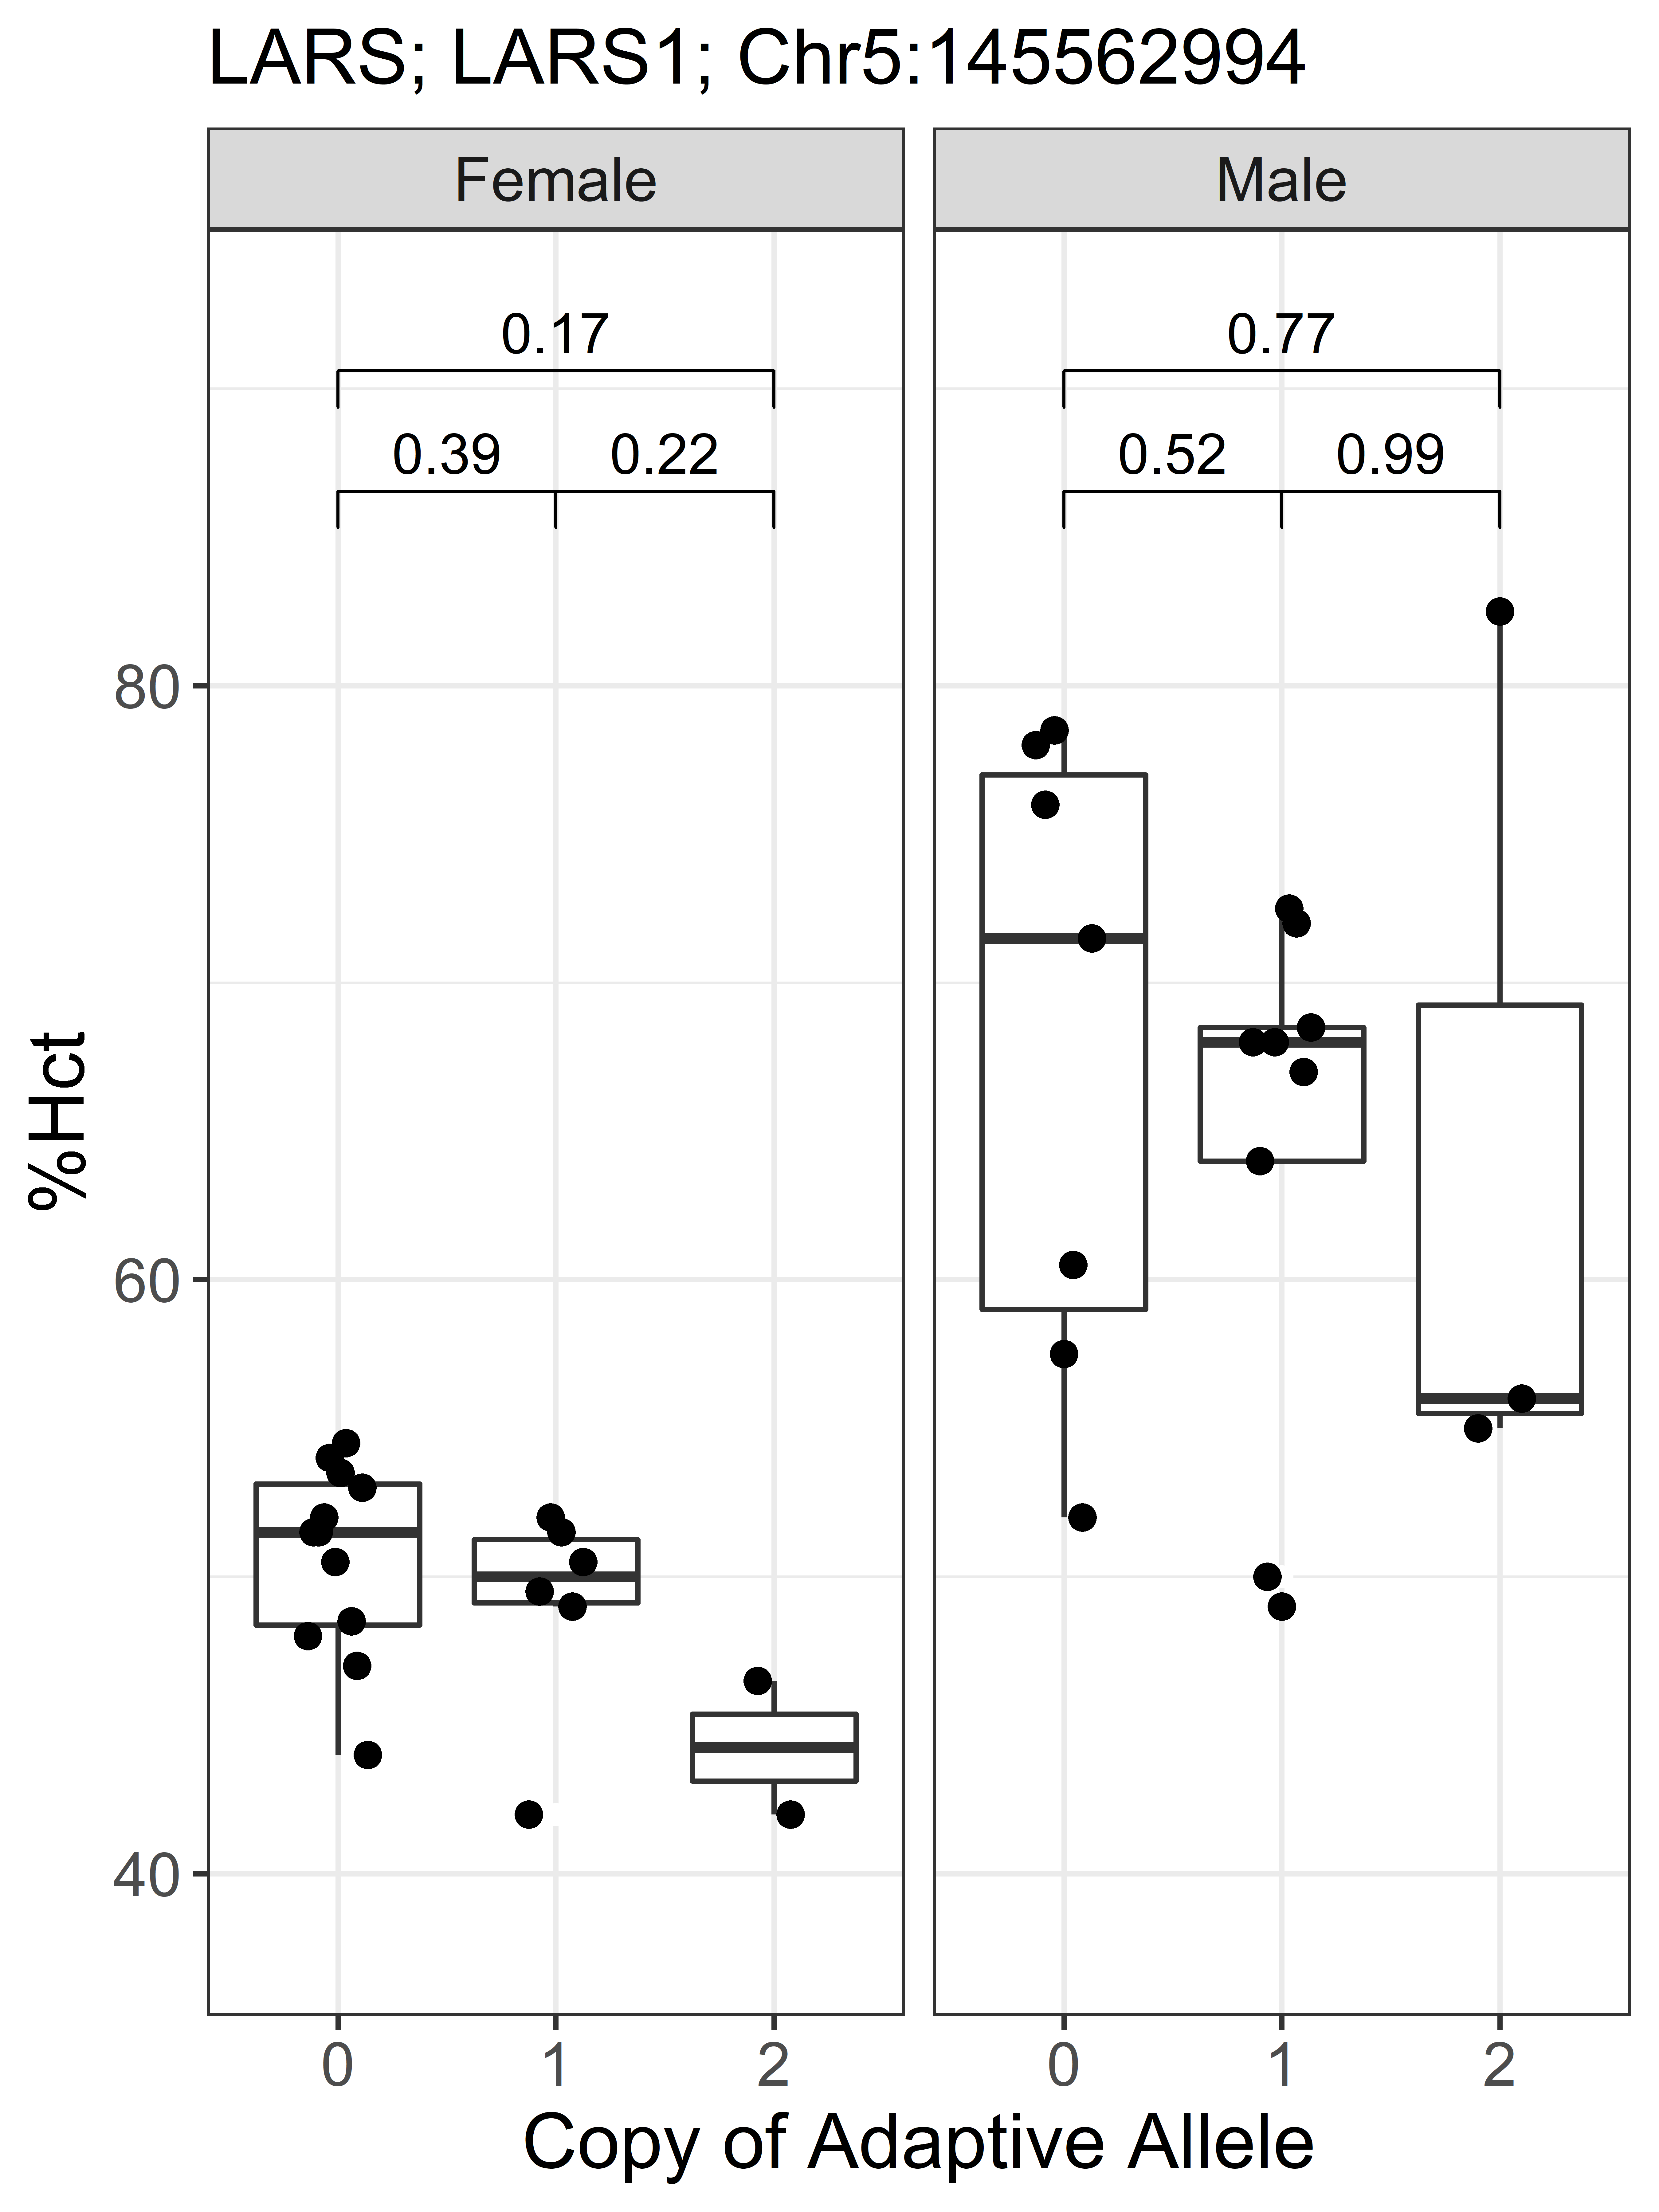 LARS; LARS1; Chr5:145562994
Female
Male
0.17
0.77
0.39 0.22
0.52 0.99
80
60
40
%Hct
0 1 2
0 1 2
Copy of Adaptive Allele